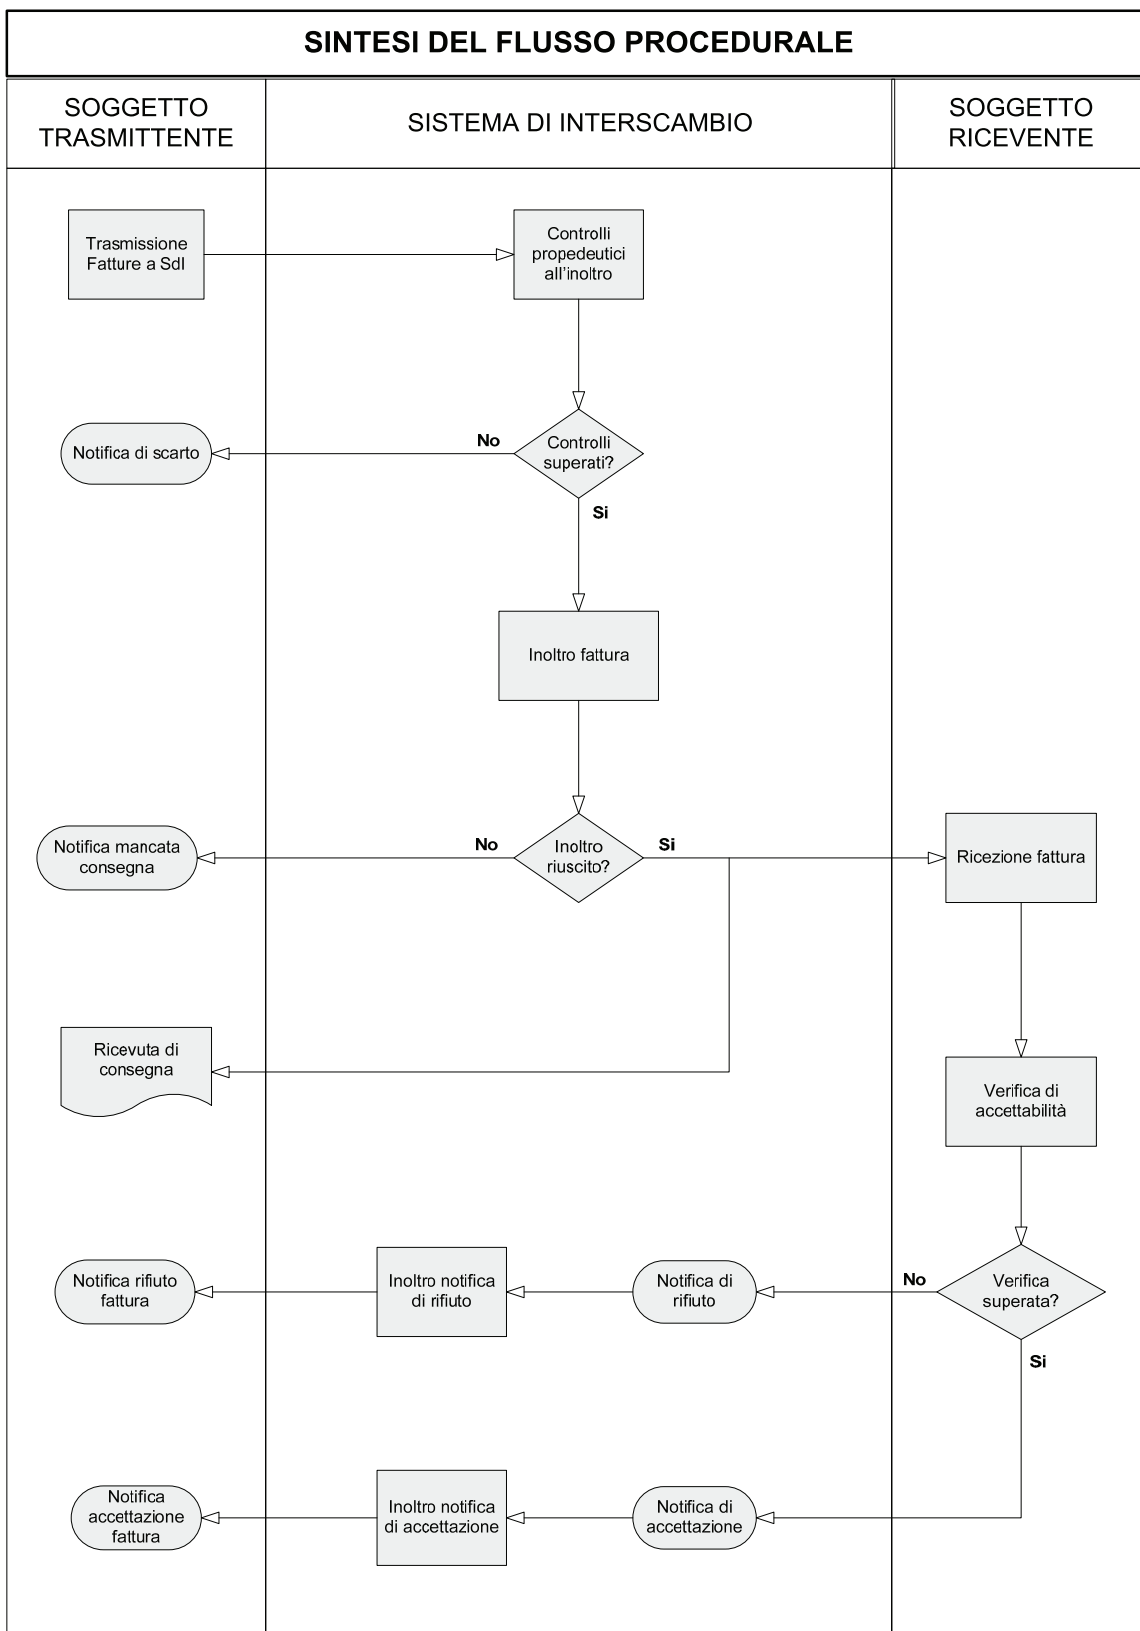 SINTESI DEL FLUSSO PROCEDURALE
SOGGETTO
TRASMITTENTE
SISTEMA DI INTERSCAMBIO
SOGGETTO
RICEVENTE
Trasmissione
Fatture a SdI
Controlli
propedeutici
all'inoltro
Notifica di scarto
No
Controlli
superati?
Si
Inoltro fattura
Notifica mancata
consegna
No
Inoltro
riuscito?
Si
Ricezione fattura
Ricevuta di
consegna
Verifica di
accettabilità
Notifica rifiuto
fattura
Inoltro notifica
di rifiuto
Notifica di
rifiuto
No
Verifica
superata?
Si
Notifica
accettazione
fattura
Inoltro notifica
di accettazione
Notifica di
accettazione